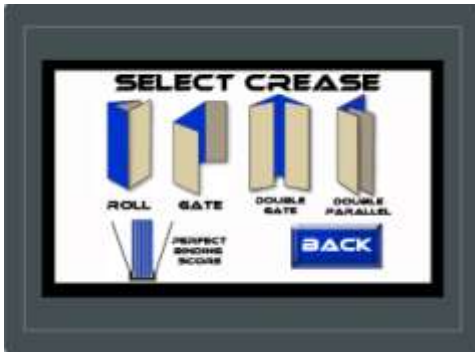 SELECT CREASE
ROLL
GATE
DOUBLE
GATE
DOUBLE
PARALLEL
PERFECT
BINDING
SCORE
BACK